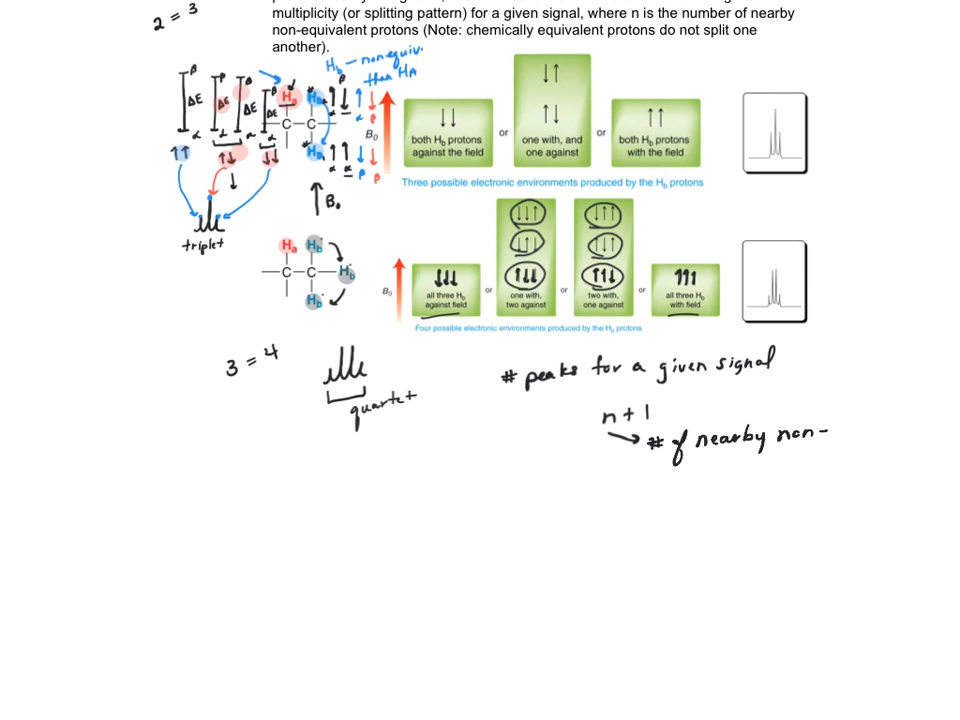 multiplicity (or splitting pattern) for a given signal, where n is the number of nearby
non-equivalent protons (Note: chemically equivalent protons do not split one
another).
2 = 3
Hb – nonequiv.
than HA
β β β β β
ΔE ΔE ΔE ΔE
α α α α
↑↑ ↑↓ ↓↓
Ha Hb
–C–C–
Hb
↑ ↓ ↑ ↓
α β
↑ ↑ ↓ ↓
α α β β
B₀
↓↓
both Hb protons
against the field
or
↓↑
↑↓
one with, and
one against
or
↑↑
both Hb protons
with the field
Three possible electronic environments produced by the Hb protons
↑B₀
triplet
Ha Hb
–C–C–Hb
Hb
B₀
↓↓↓
all three Hb
against field
or
↓↓↑
↓↑↓
↑↓↓
one with,
two against
or
↓↑↑
↑↓↑
↑↑↓
two with,
one against
or
↑↑↑
all three Hb
with field
Four possible electronic environments produced by the Hb protons
3 = 4
quartet
# peaks for a given signal
n + 1
→ # of nearby non-